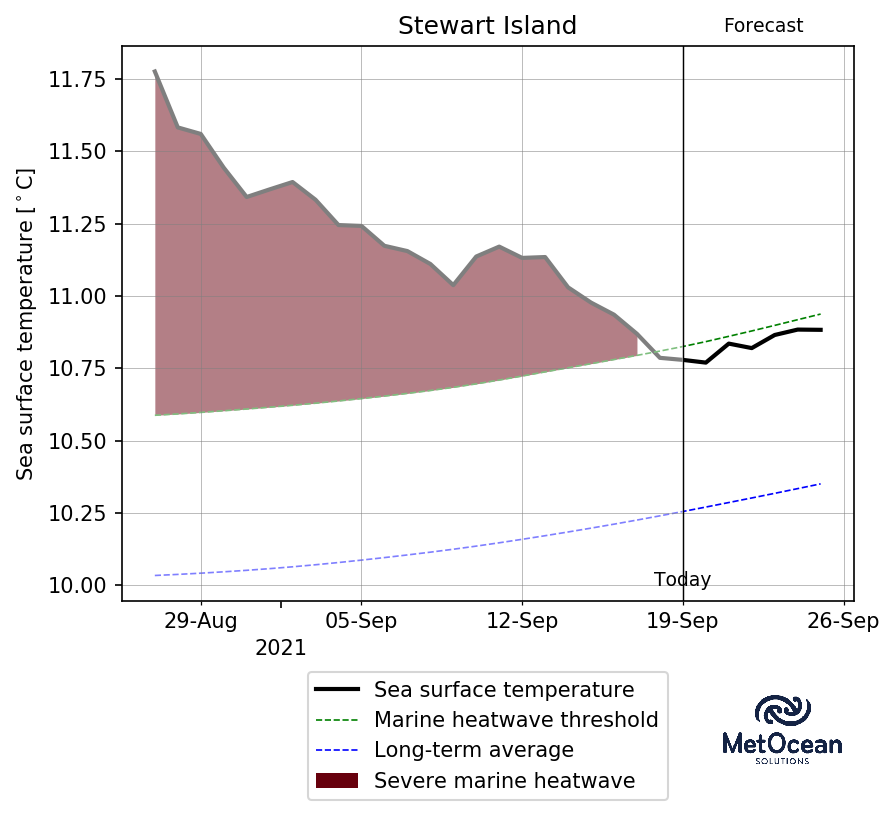 Stewart Island
Forecast
Sea surface temperature [°C]
11.75
11.50
11.25
11.00
10.75
10.50
10.25
10.00
Today
29-Aug
05-Sep
12-Sep
19-Sep
26-Sep
2021
Sea surface temperature
Marine heatwave threshold
Long-term average
Severe marine heatwave
MetOcean
SOLUTIONS